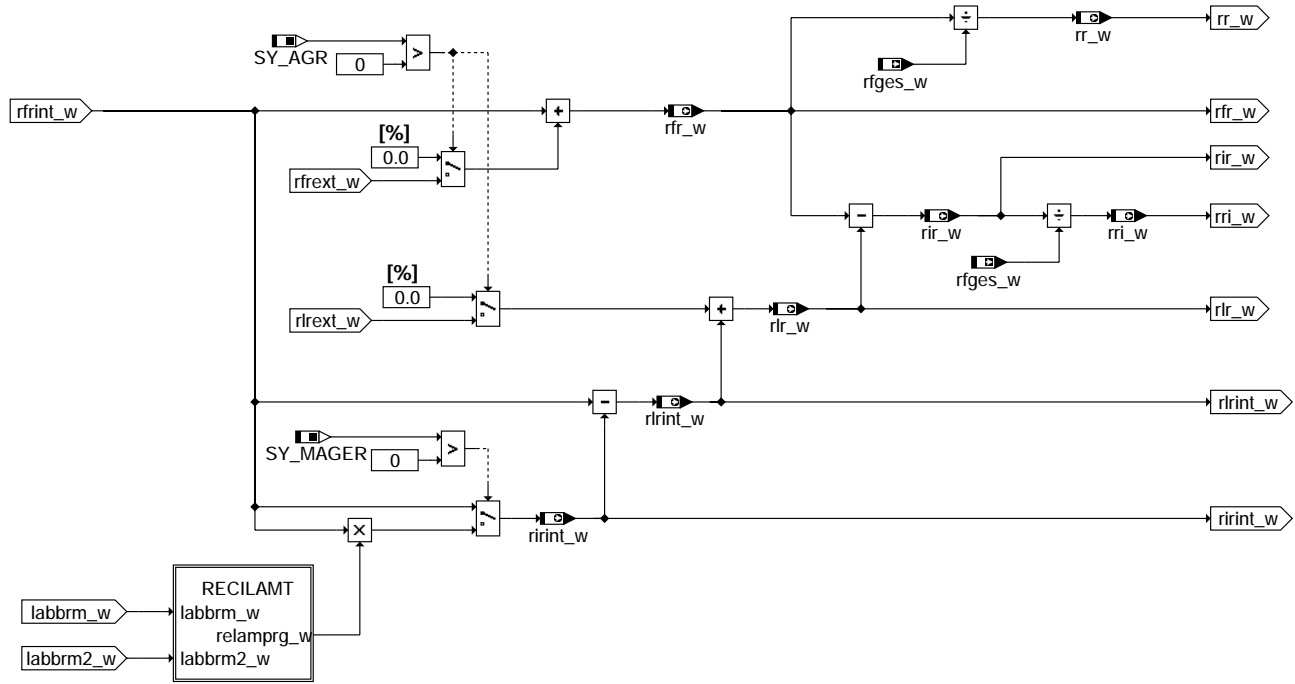 rr_w
rr_w
SY_AGR
0
rfges_w
rfrint_w
rfr_w
rfr_w
[%]
0.0
rfrext_w
rir_w
rir_w
rri_w
rri_w
rfges_w
[%]
0.0
rlrext_w
rlr_w
rlr_w
rlrint_w
rlrint_w
SY_MAGER
0
rirint_w
rirint_w
RECILAMT
labbrm_w
labbrm_w
relamprg_w
labbrm2_w
labbrm2_w